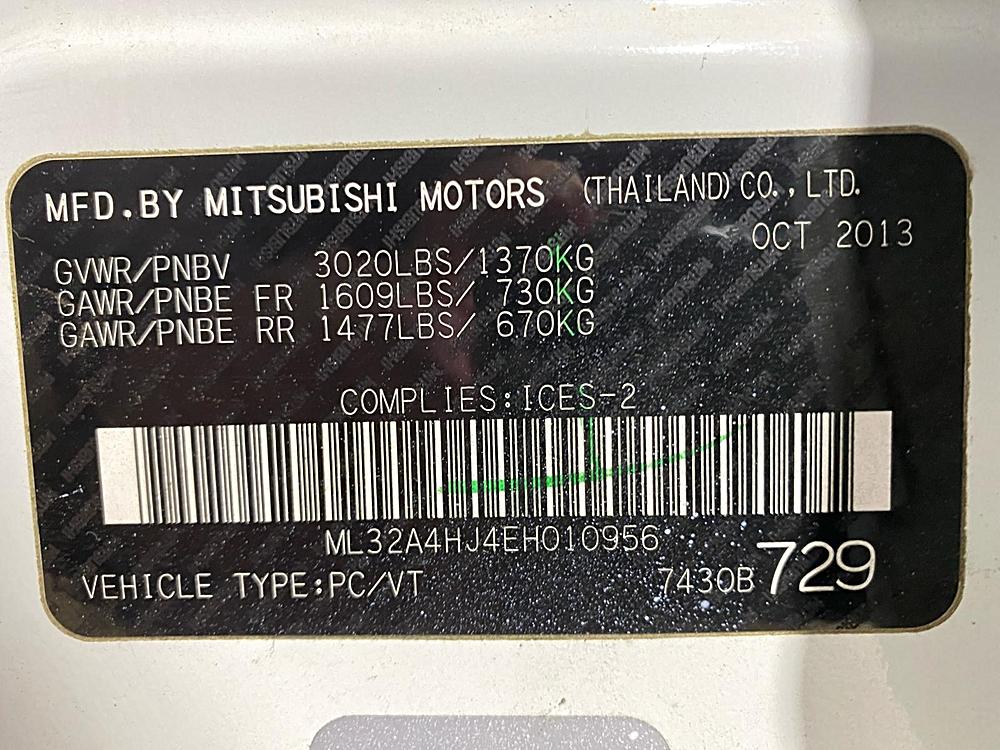 MFD.BY MITSUBISHI MOTORS (THAILAND) CO., LTD.
OCT 2013
GVWR/PNBV 3020LBS/1370KG
GAWR/PNBE FR 1609LBS/ 730KG
GAWR/PNBE RR 1477LBS/ 670KG
COMPLIES:ICES-2
ML32A4HJ4EH010956
VEHICLE TYPE:PC/VT 7430B 729